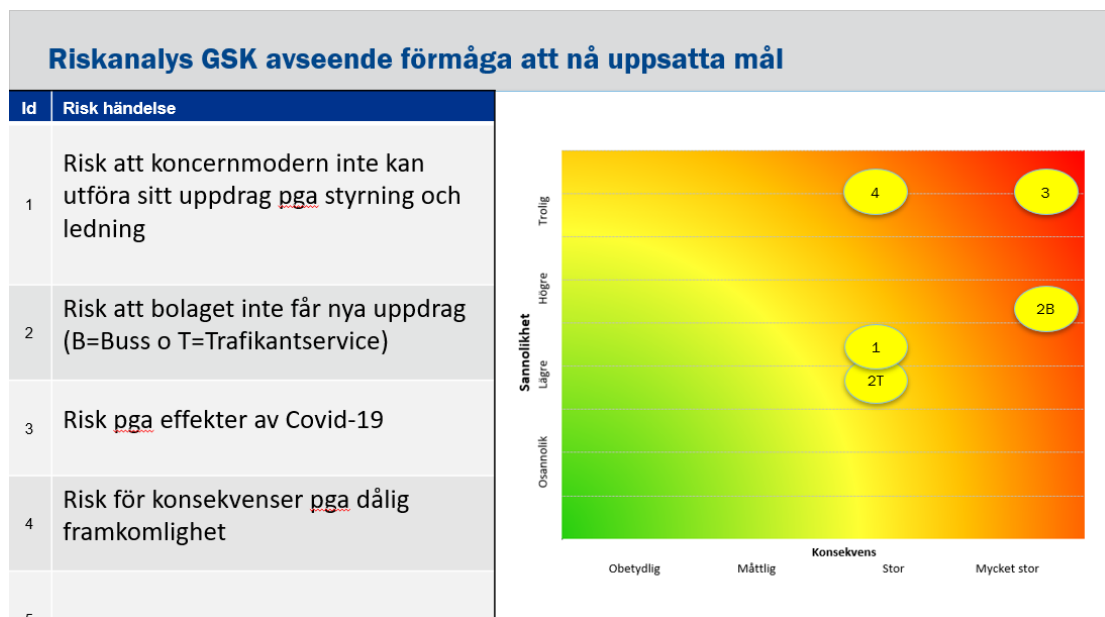 Riskanalys GSK avseende förmåga att nå uppsatta mål
Id Risk händelse
1 Risk att koncernmodern inte kan
utföra sitt uppdrag pga styrning och
ledning
2 Risk att bolaget inte får nya uppdrag
(B=Buss o T=Trafikantservice)
3 Risk pga effekter av Covid-19
4 Risk för konsekvenser pga dålig
framkomlighet
Sannolikhet
Trolig
Högre
Lägre
Osannolik
4
3
2B
1
2T
Konsekvens
Obetydlig Måttlig Stor Mycket stor